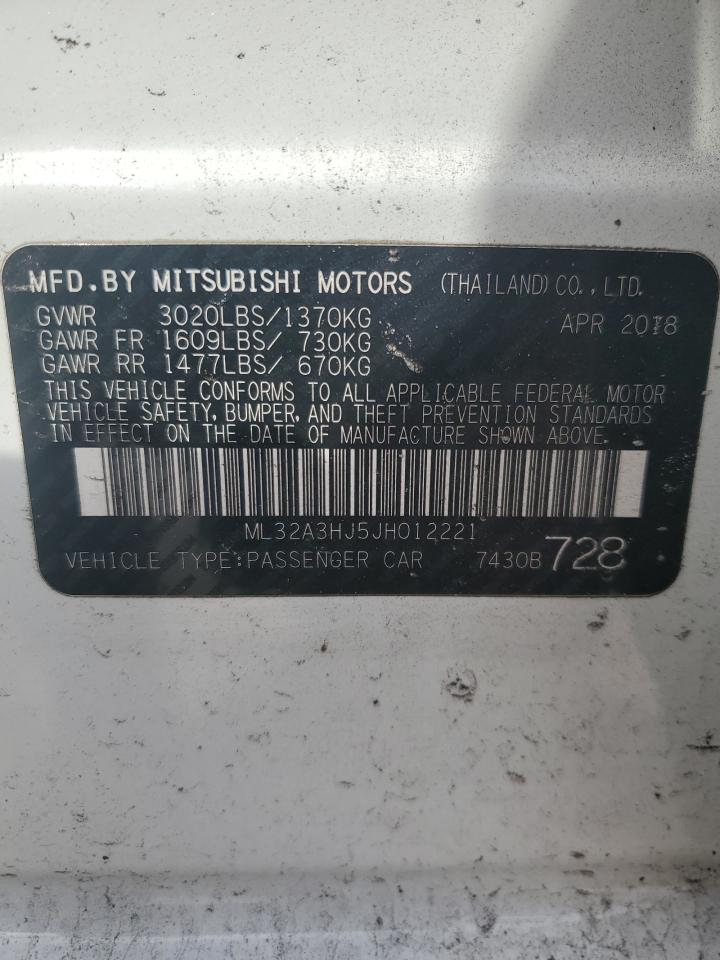 MFD.BY MITSUBISHI MOTORS (THAILAND)CO.,LTD.
GVWR 3020LBS/1370KG APR 2018
GAWR FR 1609LBS/ 730KG
GAWR RR 1477LBS/ 670KG
THIS VEHICLE CONFORMS TO ALL APPLICABLE FEDERAL MOTOR
VEHICLE SAFETY, BUMPER, AND THEFT PREVENTION STANDARDS
IN EFFECT ON THE DATE OF MANUFACTURE SHOWN ABOVE.
ML32A3HJ5JH012221
VEHICLE TYPE:PASSENGER CAR 7430B 728